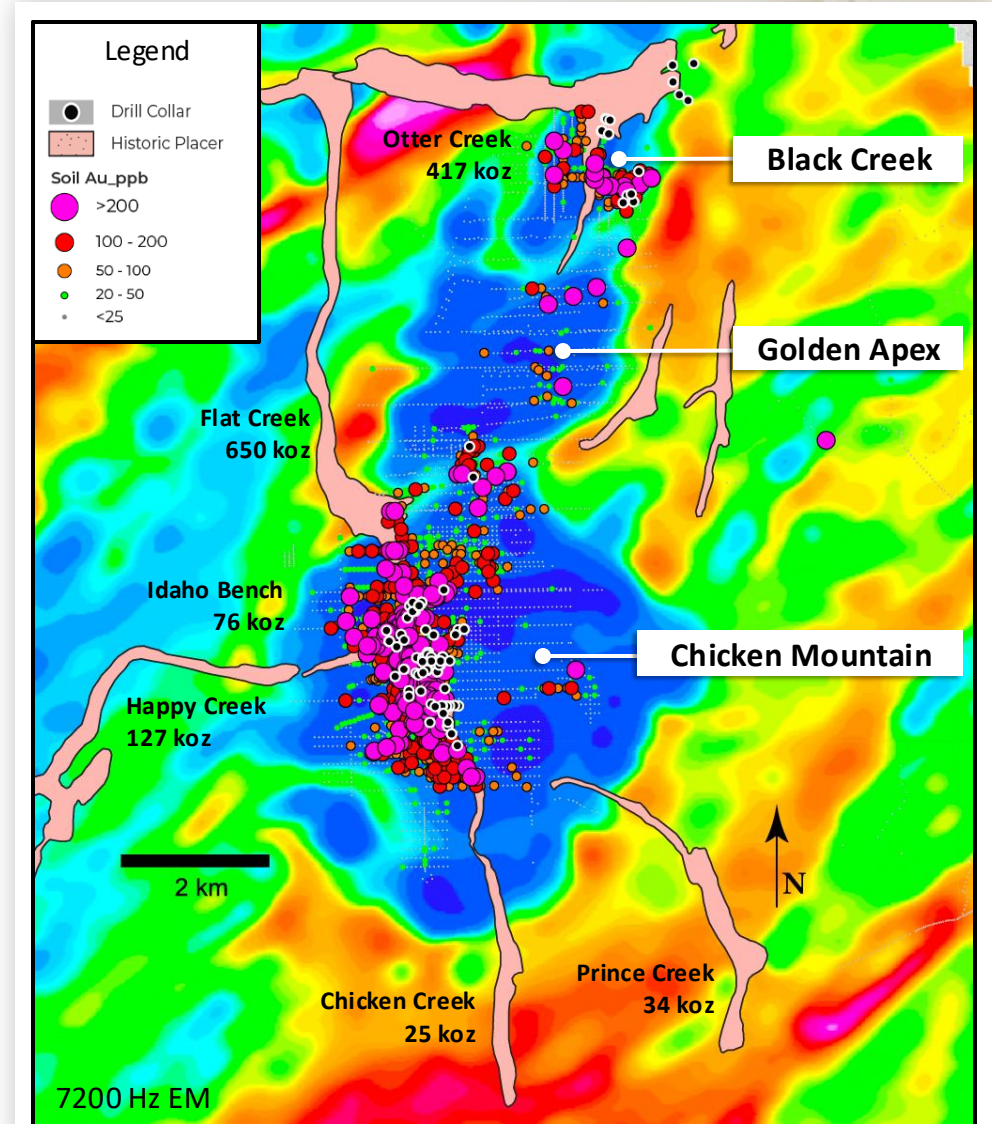 Legend
Drill Collar
Historic Placer
Soil Au_ppb
>200
100 - 200
50 - 100
20 - 50
<25
Otter Creek
417 koz
Black Creek
Golden Apex
Flat Creek
650 koz
Idaho Bench
76 koz
Chicken Mountain
Happy Creek
127 koz
2 km
N
Prince Creek
34 koz
Chicken Creek
25 koz
7200 Hz EM